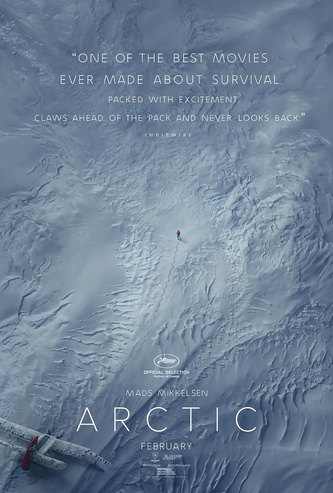 “ONE OF THE BEST MOVIES
EVER MADE ABOUT SURVIVAL
PACKED WITH EXCITEMENT.
CLAWS AHEAD OF THE PACK AND NEVER LOOKS BACK.”
INDIEWIRE
OFFICIAL SELECTION
MADS MIKKELSEN
ARCTIC
FEBRUARY